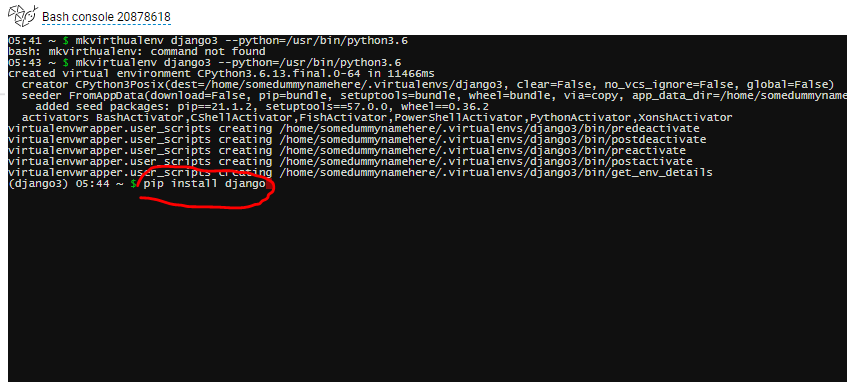 Bash console 20878618
05:41 ~ $ mkvirthualenv django3 --python=/usr/bin/python3.6
bash: mkvirthualenv: command not found
05:43 ~ $ mkvirtualenv django3 --python=/usr/bin/python3.6
created virtual environment CPython3.6.13.final.0-64 in 11466ms
creator CPython3Posix(dest=/home/somedummynamehere/.virtualenvs/django3, clear=False, no_vcs_ignore=False, global=False)
seeder FromAppData(download=False, pip=bundle, setuptools=bundle, wheel=bundle, via=copy, app_data_dir=/home/somedummyname
added seed packages: pip==21.1.2, setuptools==57.0.0, wheel==0.36.2
activators BashActivator,CShellActivator,FishActivator,PowerShellActivator,PythonActivator,XonshActivator
virtualenvwrapper.user_scripts creating /home/somedummynamehere/.virtualenvs/django3/bin/predeactivate
virtualenvwrapper.user_scripts creating /home/somedummynamehere/.virtualenvs/django3/bin/postdeactivate
virtualenvwrapper.user_scripts creating /home/somedummynamehere/.virtualenvs/django3/bin/preactivate
virtualenvwrapper.user_scripts creating /home/somedummynamehere/.virtualenvs/django3/bin/postactivate
virtualenvwrapper.user_scripts creating /home/somedummynamehere/.virtualenvs/django3/bin/get_env_details
(django3) 05:44 ~ $ pip install django